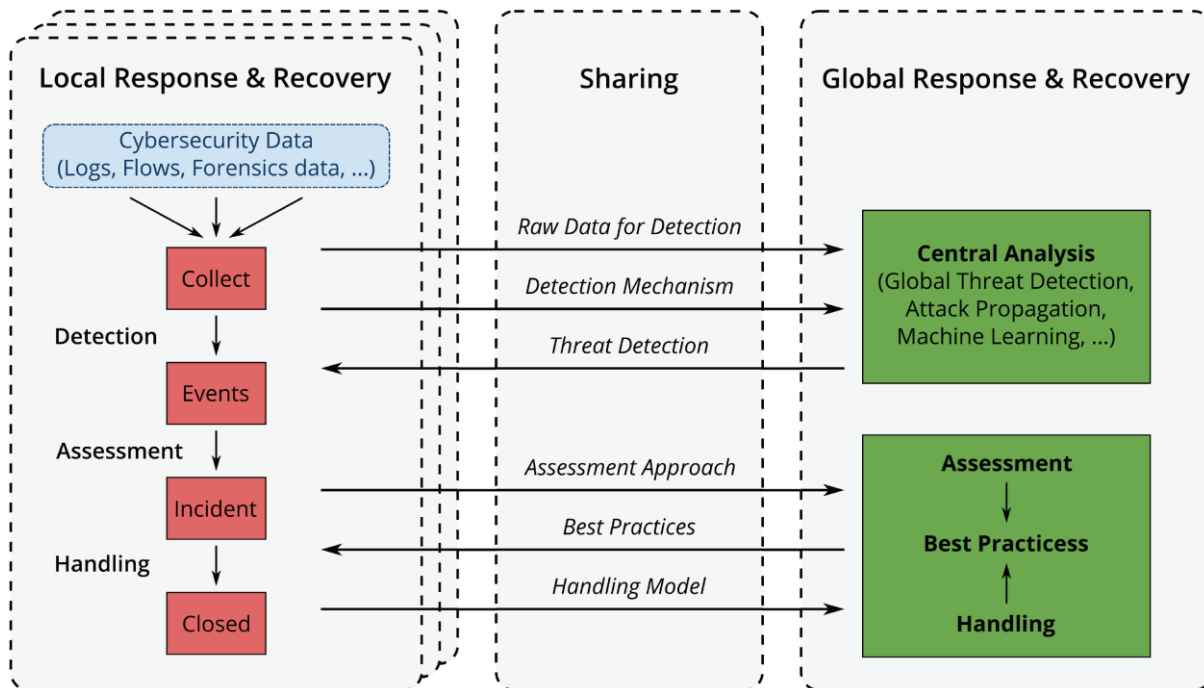 Local Response & Recovery
Cybersecurity Data
(Logs, Flows, Forensics data, ...)
Collect
Detection
Events
Assessment
Incident
Handling
Closed
Sharing
Raw Data for Detection
Detection Mechanism
Threat Detection
Assessment Approach
Best Practices
Handling Model
Global Response & Recovery
Central Analysis
(Global Threat Detection,
Attack Propagation,
Machine Learning, ...)
Assessment
Best Practicess
Handling